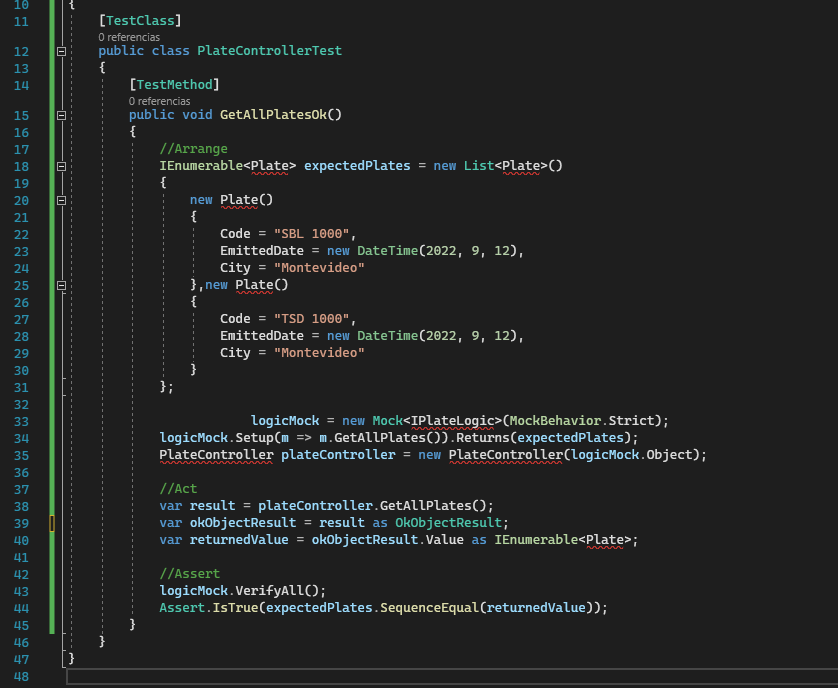 10 {
11 [TestClass]
0 referencias
12 public class PlateControllerTest
13 {
14 [TestMethod]
0 referencias
15 public void GetAllPlatesOk()
16 {
17 //Arrange
18 IEnumerable<Plate> expectedPlates = new List<Plate>()
19 {
20 new Plate()
21 {
22 Code = "SBL 1000",
23 EmittedDate = new DateTime(2022, 9, 12),
24 City = "Montevideo"
25 },new Plate()
26 {
27 Code = "TSD 1000",
28 EmittedDate = new DateTime(2022, 9, 12),
29 City = "Montevideo"
30 }
31 };
32
33 logicMock = new Mock<IPlateLogic>(MockBehavior.Strict);
34 logicMock.Setup(m => m.GetAllPlates()).Returns(expectedPlates);
35 PlateController plateController = new PlateController(logicMock.Object);
36
37 //Act
38 var result = plateController.GetAllPlates();
39 var okObjectResult = result as OkObjectResult;
40 var returnedValue = okObjectResult.Value as IEnumerable<Plate>;
41
42 //Assert
43 logicMock.VerifyAll();
44 Assert.IsTrue(expectedPlates.SequenceEqual(returnedValue));
45 }
46 }
47 }
48